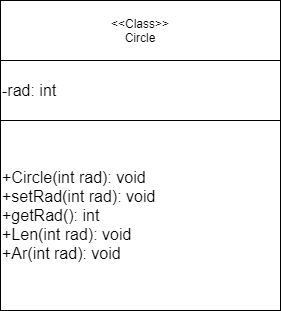 <<Class>>
Circle
-rad: int
+Circle(int rad): void
+setRad(int rad): void
+getRad(): int
+Len(int rad): void
+Ar(int rad): void